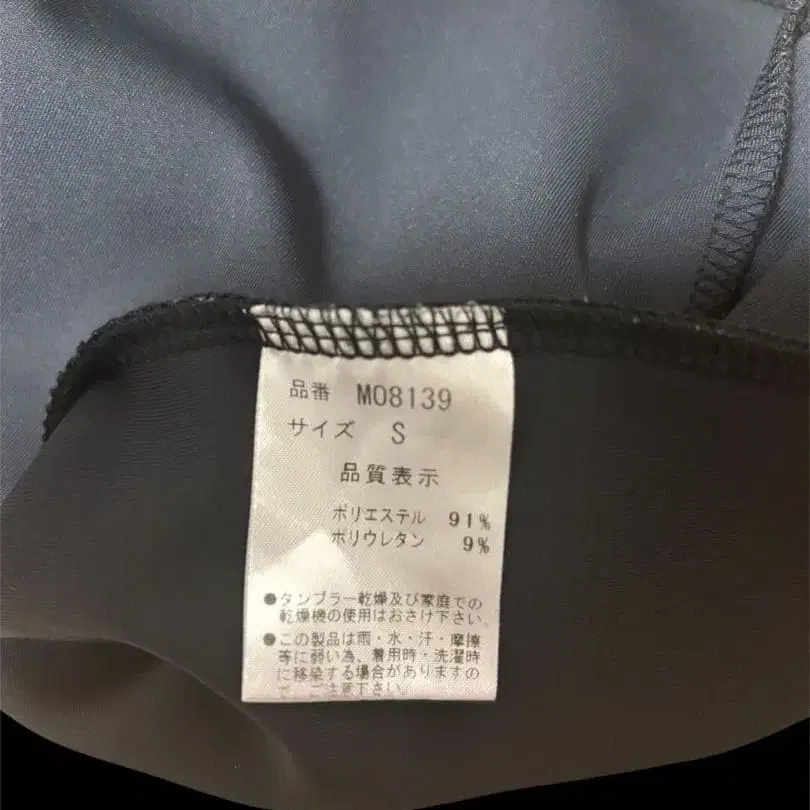 品番 M08139
サイズ S
品質表示
ポリエステル 91%
ポリウレタン 9%
●タンブラー乾燥及び家庭での
乾燥機の使用はおさけ下さい
●この製品は雨・水・汗・摩擦
等に弱い為、着用時・洗濯時
に移染する場合がありますの
で、ご注意下さい。